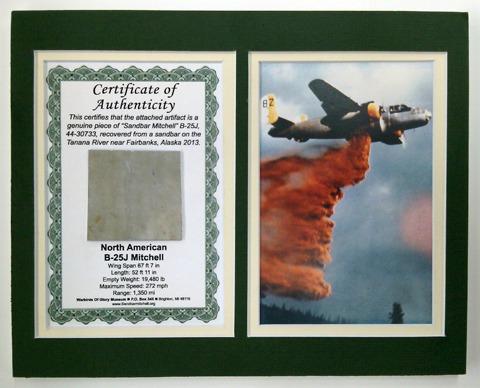 Certificate of
Authenticity
This certifies that the attached artifact is a
genuine piece of "Sandbar Mitchell" B-25J,
44-30733, recovered from a sandbar on the
Tanana River near Fairbanks, Alaska 2013.
North American
B-25J Mitchell
Wing Span 67 ft 7 in
Length: 52 ft 11 in
Empty Weight: 19,480 lb
Maximum Speed: 272 mph
Range: 1,350 mi
Warbirds Of Glory Museum ■ P.O. Box 345 ■ Brighton, MI 48116
www.Sandbarmitchell.org
8Z